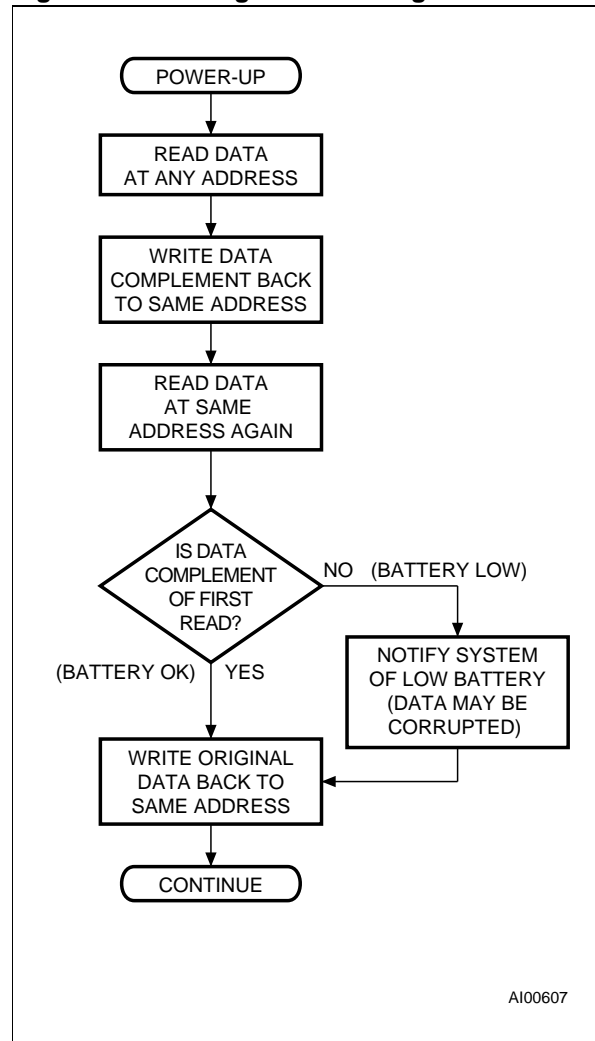 POWER-UP
READ DATA
AT ANY ADDRESS
WRITE DATA
COMPLEMENT BACK
TO SAME ADDRESS
READ DATA
AT SAME
ADDRESS AGAIN
IS DATA
COMPLEMENT
OF FIRST
READ?
NO (BATTERY LOW)
NOTIFY SYSTEM
OF LOW BATTERY
(DATA MAY BE
CORRUPTED)
(BATTERY OK) YES
WRITE ORIGINAL
DATA BACK TO
SAME ADDRESS
CONTINUE
AI00607